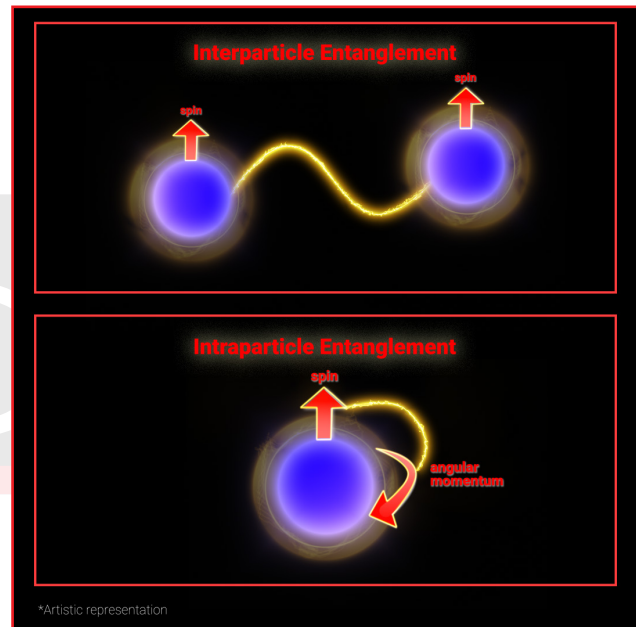 Interparticle Entanglement
spin
spin
Intraparticle Entanglement
spin
angular
momentum
*Artistic representation